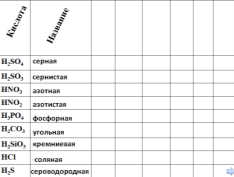 Кислота Название
H₂SO₄ серная
H₂SO₃ сернистая
HNO₃ азотная
HNO₂ азотистая
H₃PO₄ фосфорная
H₂CO₃ угольная
H₂SiO₃ кремниевая
HCl соляная
H₂S сероводородная